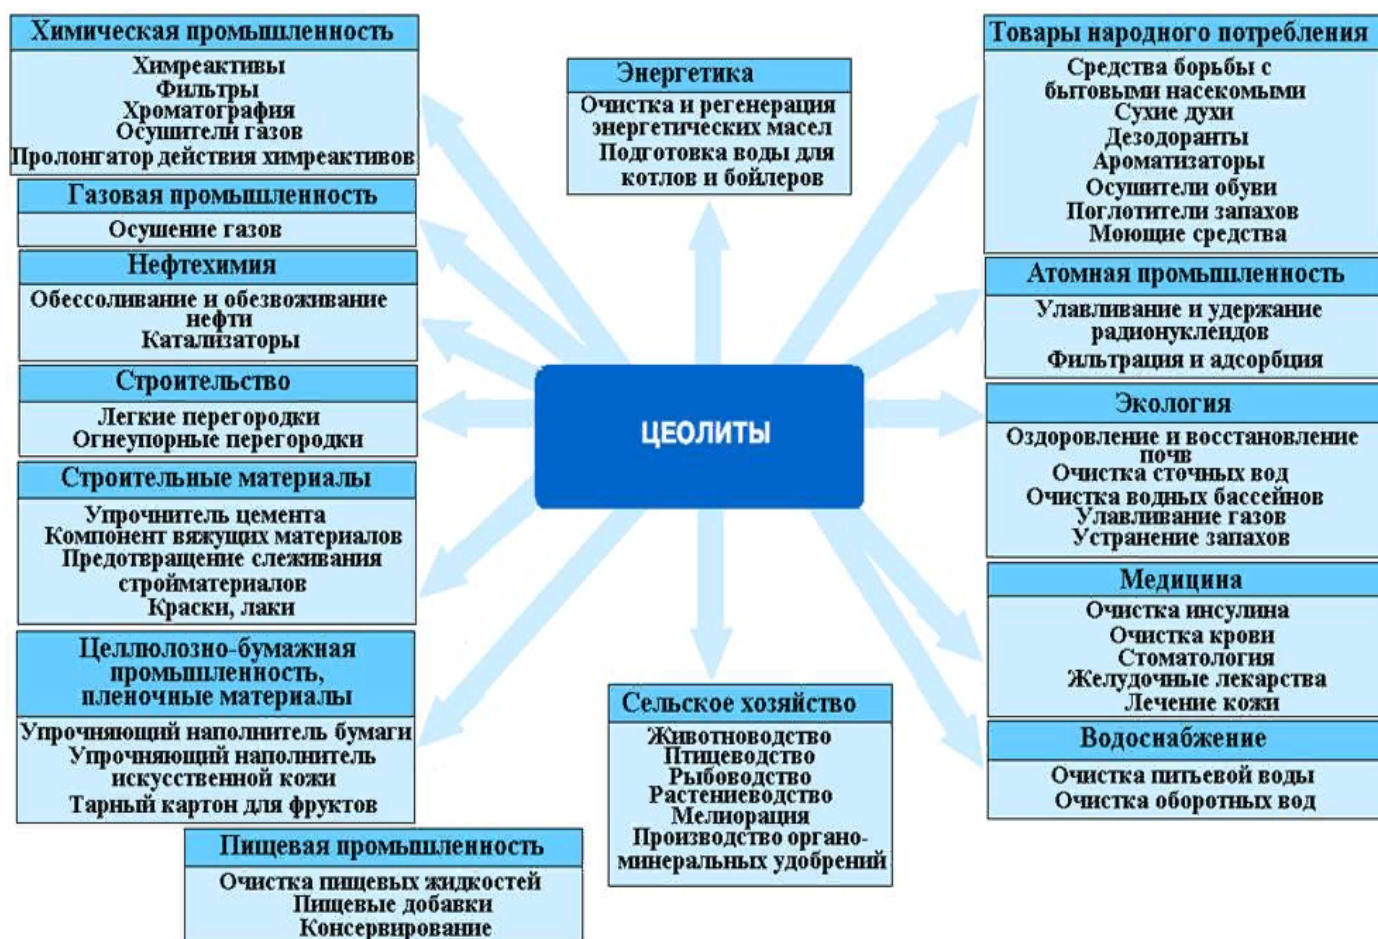 Химическая промышленность
Химреактивы
Фильтры
Хроматография
Осушители газов
Пролонгатор действия химреактивов
Газовая промышленность
Осушение газов
Нефтехимия
Обессоливание и обезвоживание
нефти
Катализаторы
Строительство
Легкие перегородки
Огнеупорные перегородки
Строительные материалы
Упрочнитель цемента
Компонент вяжущих материалов
Предотвращение слеживания
стройматериалов
Краски, лаки
Целлюлозно-бумажная
промышленность,
пленочные материалы
Упрочняющий наполнитель бумаги
Упрочняющий наполнитель
искусственной кожи
Тарный картон для фруктов
Пищевая промышленность
Очистка пищевых жидкостей
Пищевые добавки
Консервирование
Энергетика
Очистка и регенерация
энергетических масел
Подготовка воды для
котлов и бойлеров
ЦЕОЛИТЫ
Сельское хозяйство
Животноводство
Птицеводство
Рыбоводство
Растениеводство
Мелиорация
Производство органо-
минеральных удобрений
Товары народного потребления
Средства борьбы с
бытовыми насекомыми
Сухие духи
Дезодоранты
Ароматизаторы
Осушители обуви
Поглотители запахов
Моющие средства
Атомная промышленность
Улавливание и удержание
радионуклеидов
Фильтрация и адсорбция
Экология
Оздоровление и восстановление
почв
Очистка сточных вод
Очистка водных бассейнов
Улавливание газов
Устранение запахов
Медицина
Очистка инсулина
Очистка крови
Стоматология
Желудочные лекарства
Лечение кожи
Водоснабжение
Очистка питьевой воды
Очистка оборотных вод